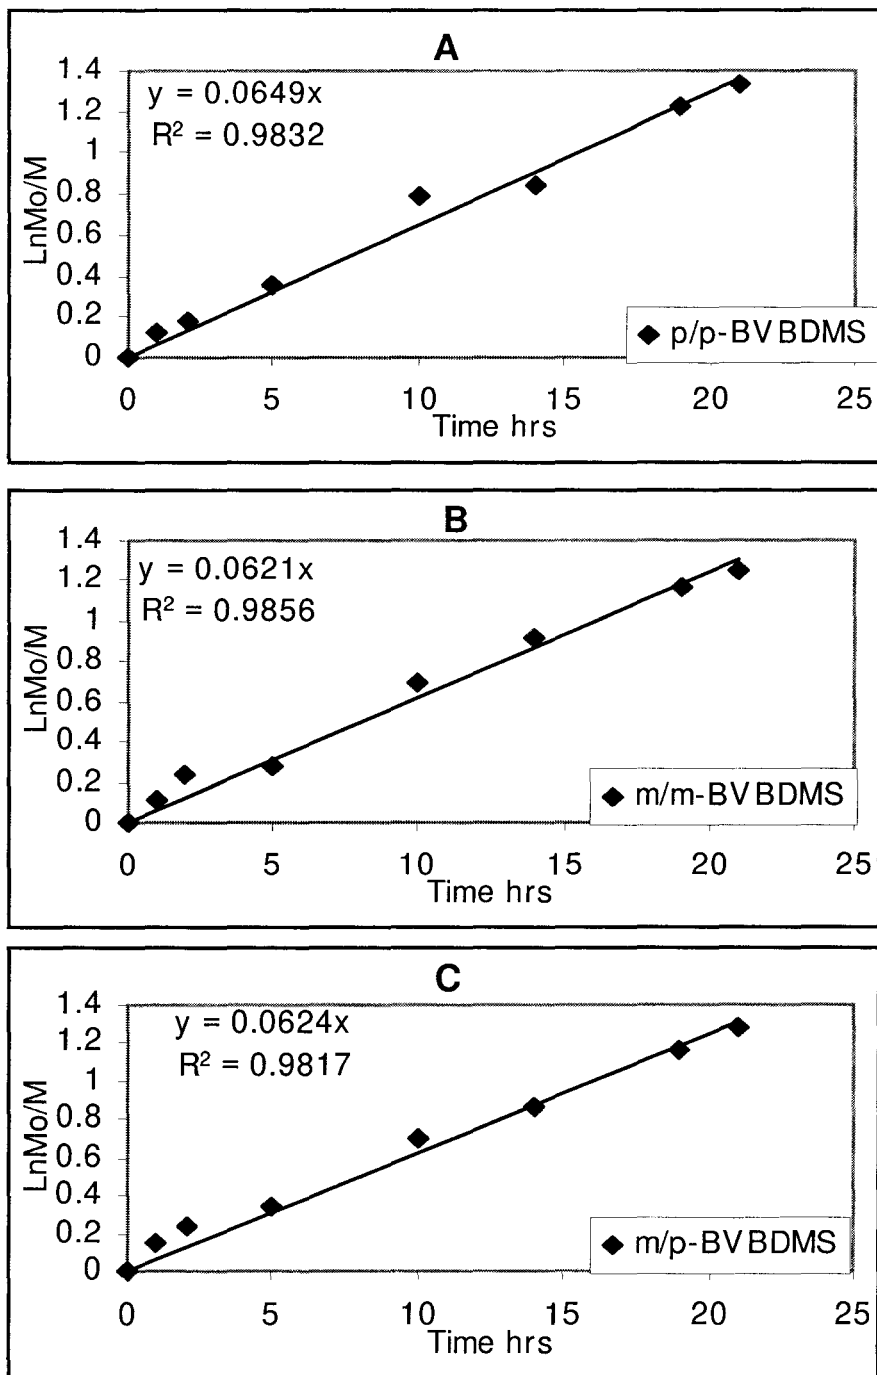 A
1.4
1.2
1
0.8
0.6
0.4
0.2
0
LnMo/M
y = 0.0649x
R² = 0.9832
p/p-BVBDMS
0 5 10 15 20 25
Time hrs
B
1.4
1.2
1
0.8
0.6
0.4
0.2
0
LnMo/M
y = 0.0621x
R² = 0.9856
m/m-BVBDMS
0 5 10 15 20 25
Time hrs
C
1.4
1.2
1
0.8
0.6
0.4
0.2
0
LnMo/M
y = 0.0624x
R² = 0.9817
m/p-BVBDMS
0 5 10 15 20 25
Time hrs